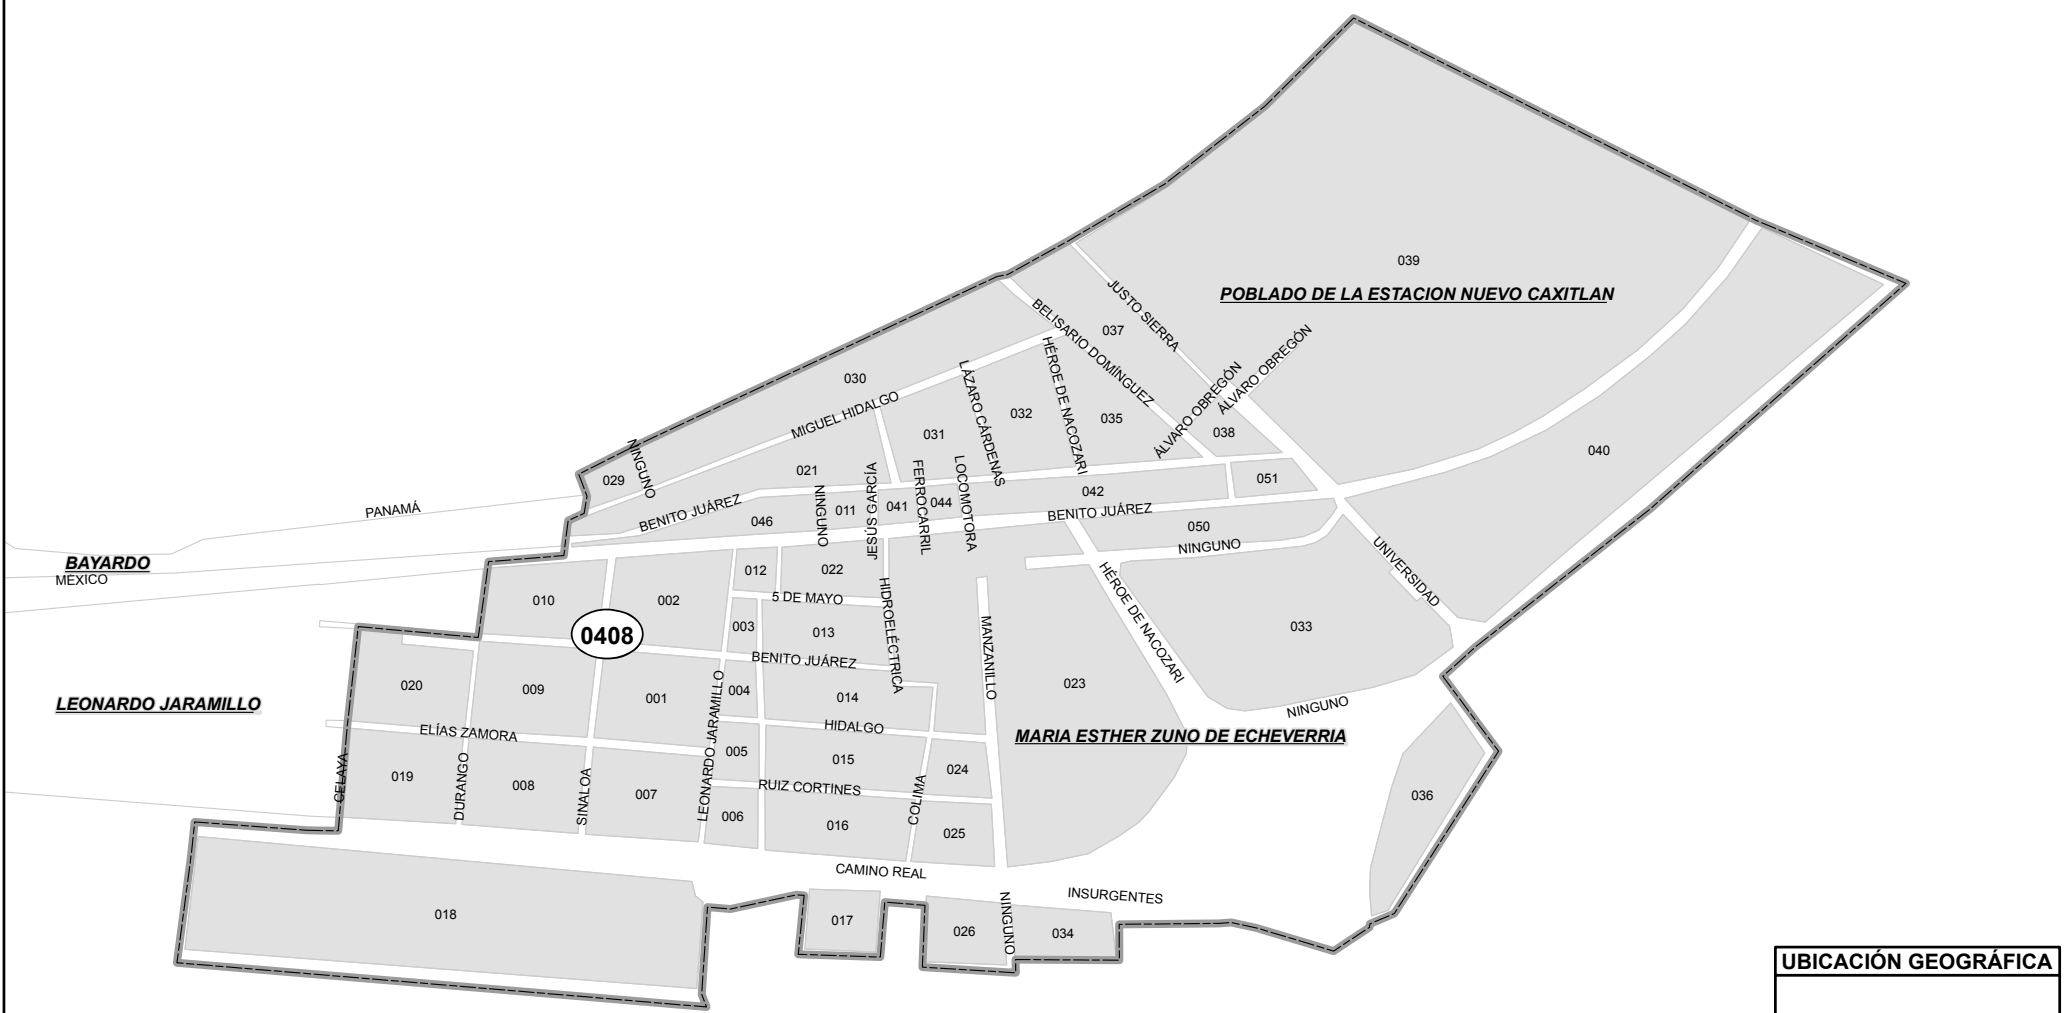 039
POBLADO DE LA ESTACION NUEVO CAXITLAN
JUSTO SIERRA
BELISARIO DOMÍNGUEZ
037
ÁLVARO OBREGÓN
ÁLVARO OBREGÓN
HÉROE DE NACOZARI
LÁZARO CÁRDENAS
030
MIGUEL HIDALGO
032
035
038
031
040
NINGUNO
029
021
051
042
PANAMÁ
BENITO JUÁREZ
046
NINGUNO
011
JESÚS GARCÍA
041
FERROCARRIL
044
LOCOMOTORA
BENITO JUÁREZ
050
NINGUNO
UNIVERSIDAD
BAYARDO
MÉXICO
012
022
5 DE MAYO
HIDROELÉCTRICA
HÉROE DE NACOZARI
010
002
0408
003
013
033
MANZANILLO
BENITO JUÁREZ
020
009
001
004
014
023
LEONARDO JARAMILLO
LEONARDO JARAMILLO
NINGUNO
HIDALGO
MARIA ESTHER ZUNO DE ECHEVERRIA
ELÍAS ZAMORA
005
015
024
CELAYA
019
DURANGO
008
SINALOA
007
RUIZ CORTINES
COLIMA
036
006
016
025
CAMINO REAL
INSURGENTES
018
017
026
NINGUNO
034
UBICACIÓN GEOGRÁFICA